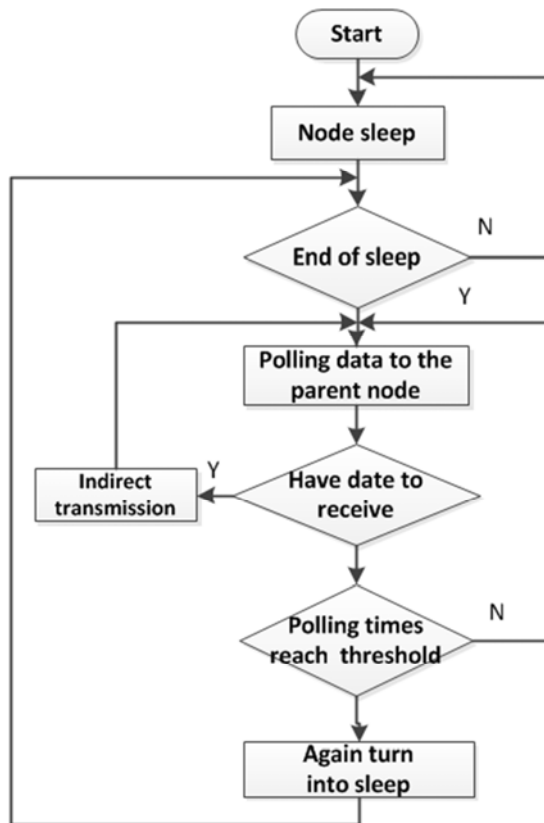 Start
Node sleep
End of sleep
N
Y
Polling data to the
parent node
Have date to
receive
Y
Indirect
transmission
Polling times
reach threshold
N
Again turn
into sleep